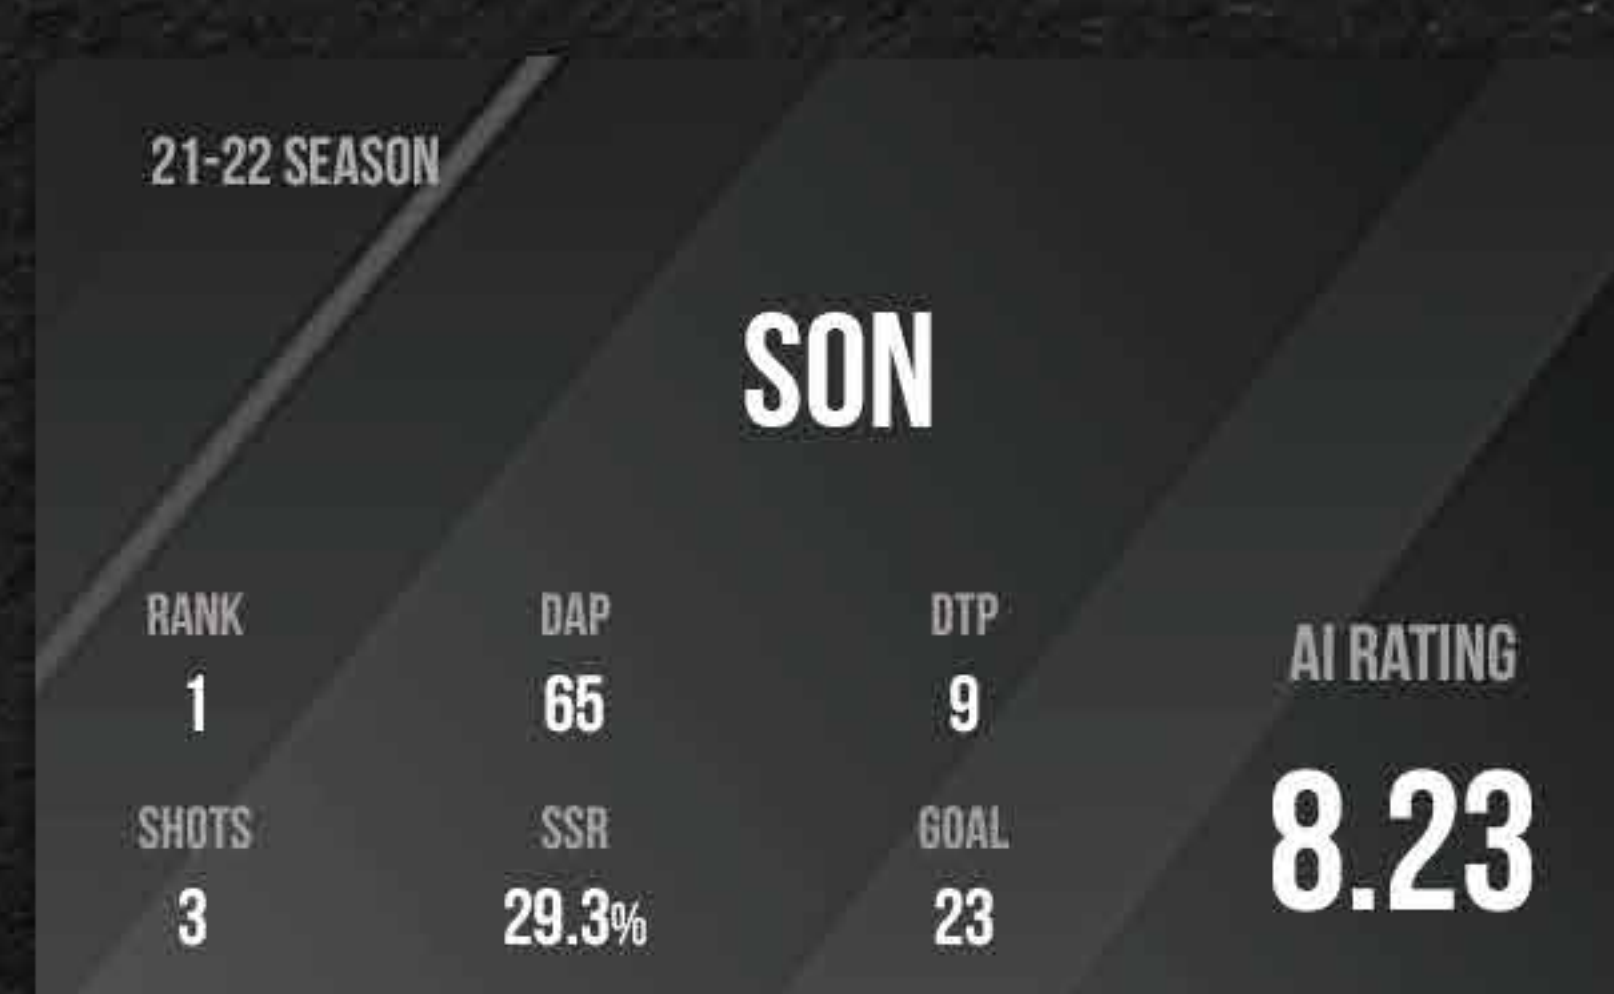 21-22 SEASON
SON
RANK
DAP
DTP
1
65
9
AI RATING
8.23
SHOTS
SSR
GOAL
3
29.3%
23